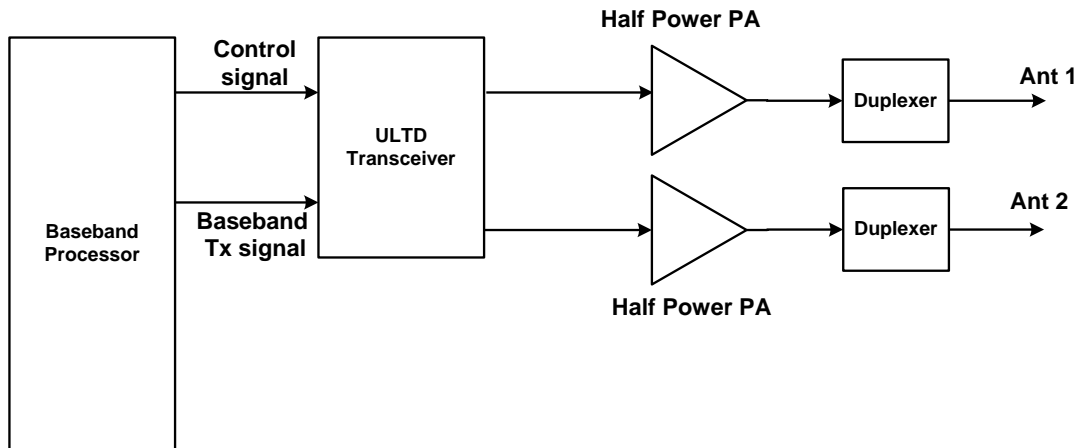 Half Power PA
Control
signal
Ant 1
Duplexer
ULTD
Transceiver
Ant 2
Baseband
Tx signal
Duplexer
Baseband
Processor
Half Power PA